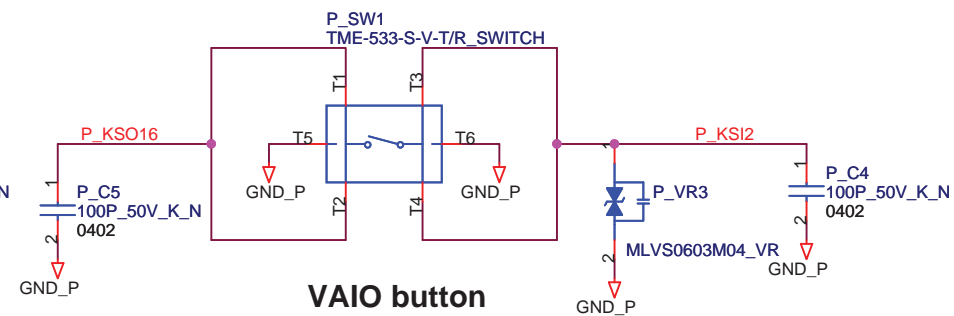 P_SW1
TME-533-S-V-T/R_SWITCH
T1
T3
P_KSO16
T5
T6
P_KSI2
1
GND_P
GND_P
1
1
N
P_C5
100P_50V_K_N
0402
2
T2
T4
P_VR3
P_C4
100P_50V_K_N
0402
2
MLVS0603M04_VR
2
GND_P
GND_P
GND_P
VAIO button